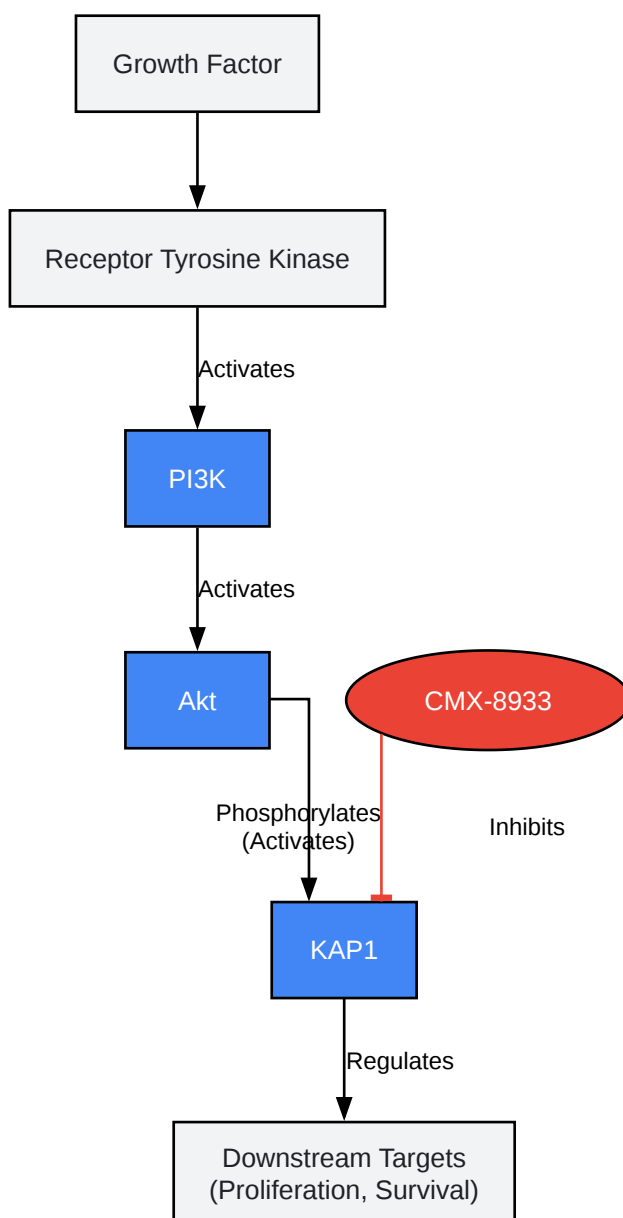 Growth Factor
Receptor Tyrosine Kinase
Activates
PI3K
Activates
Akt
CMX-8933
Phosphorylates
(Activates)
Inhibits
KAP1
Regulates
Downstream Targets
(Proliferation, Survival)